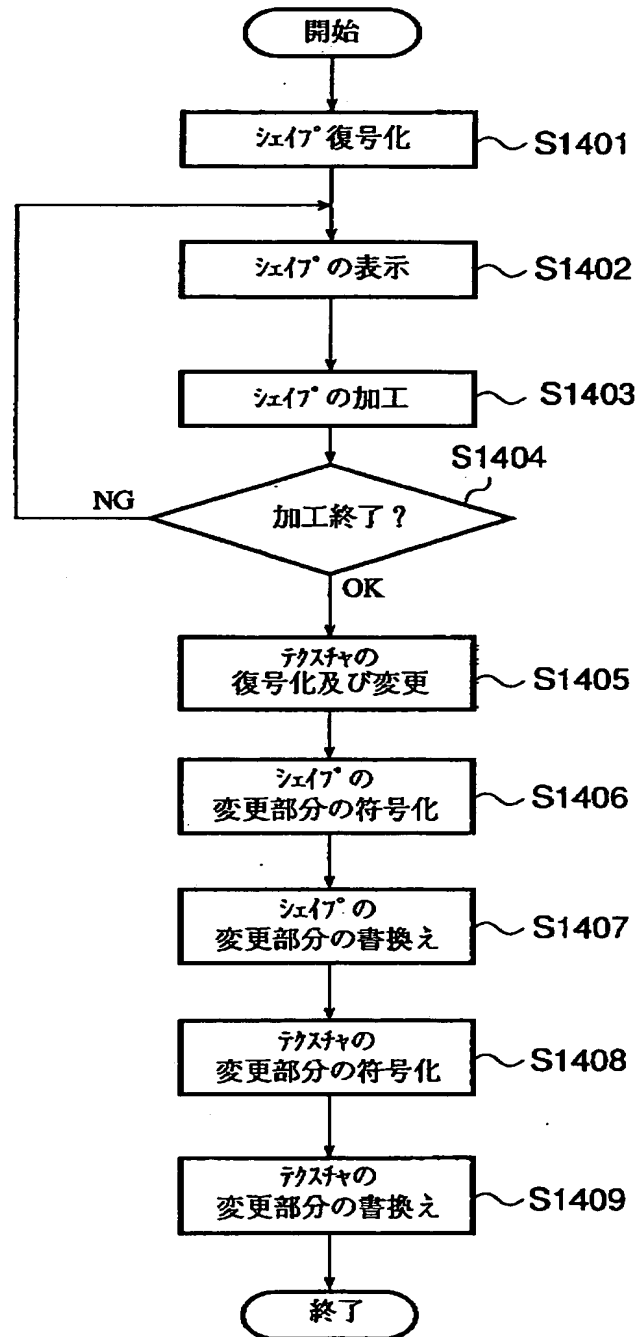 開始
ｼｪｲﾌﾟ復号化
S1401
ｼｪｲﾌﾟの表示
S1402
ｼｪｲﾌﾟの加工
S1403
S1404
NG
加工終了？
OK
ﾃｸｽﾁｬの
復号化及び変更
S1405
ｼｪｲﾌﾟの
変更部分の符号化
S1406
ｼｪｲﾌﾟの
変更部分の書換え
S1407
ﾃｸｽﾁｬの
変更部分の符号化
S1408
ﾃｸｽﾁｬの
変更部分の書換え
S1409
終了